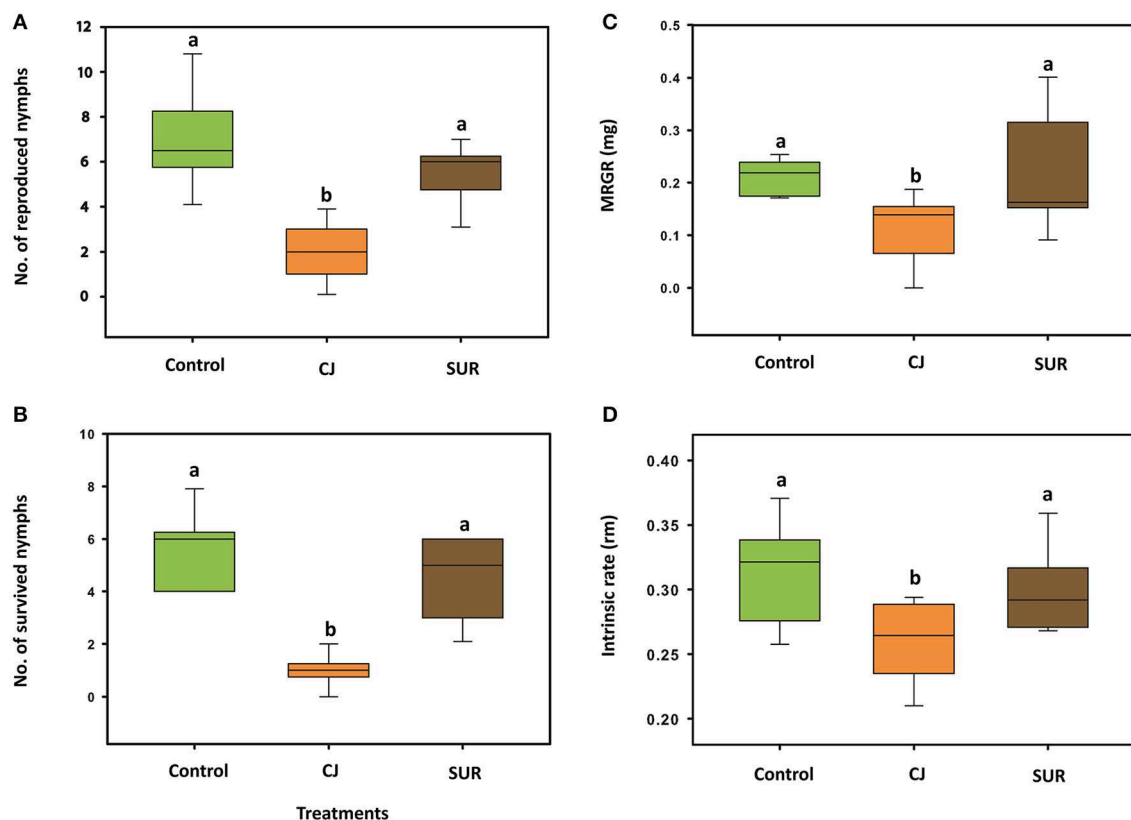 A
No. of reproduced nymphs
12
10
8
6
4
2
0
a
b
a
Control
CJ
SUR
B
No. of survived nymphs
10
8
6
4
2
0
a
b
a
Control
CJ
SUR
Treatments
C
MRGR (mg)
0.5
0.4
0.3
0.2
0.1
0.0
a
b
a
Control
CJ
SUR
D
Intrinsic rate (rm)
0.40
0.35
0.30
0.25
0.20
a
b
a
Control
CJ
SUR